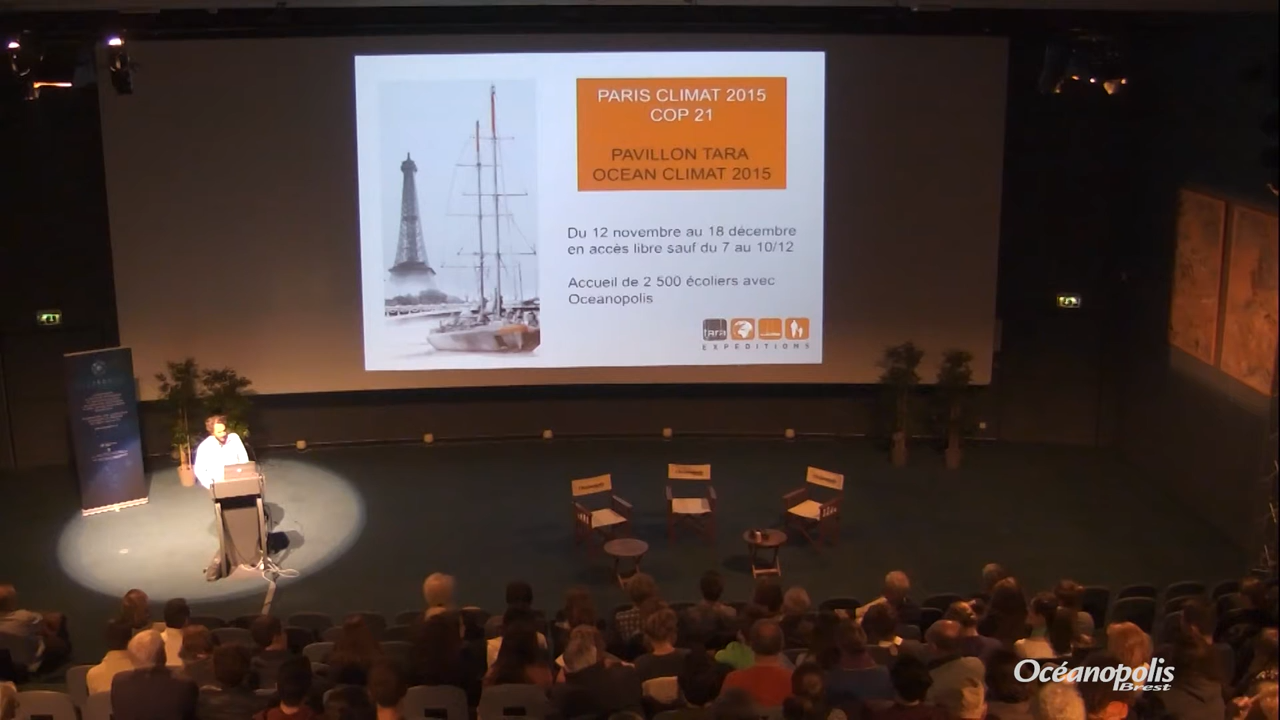 PARIS CLIMAT 2015
COP 21
PAVILLON TARA
OCEAN CLIMAT 2015
Du 12 novembre au 18 décembre
en accès libre sauf du 7 au 10/12
Accueil de 2 500 écoliers avec
Oceanopolis
tara
EXPEDITIONS
Océanopolis
Brest